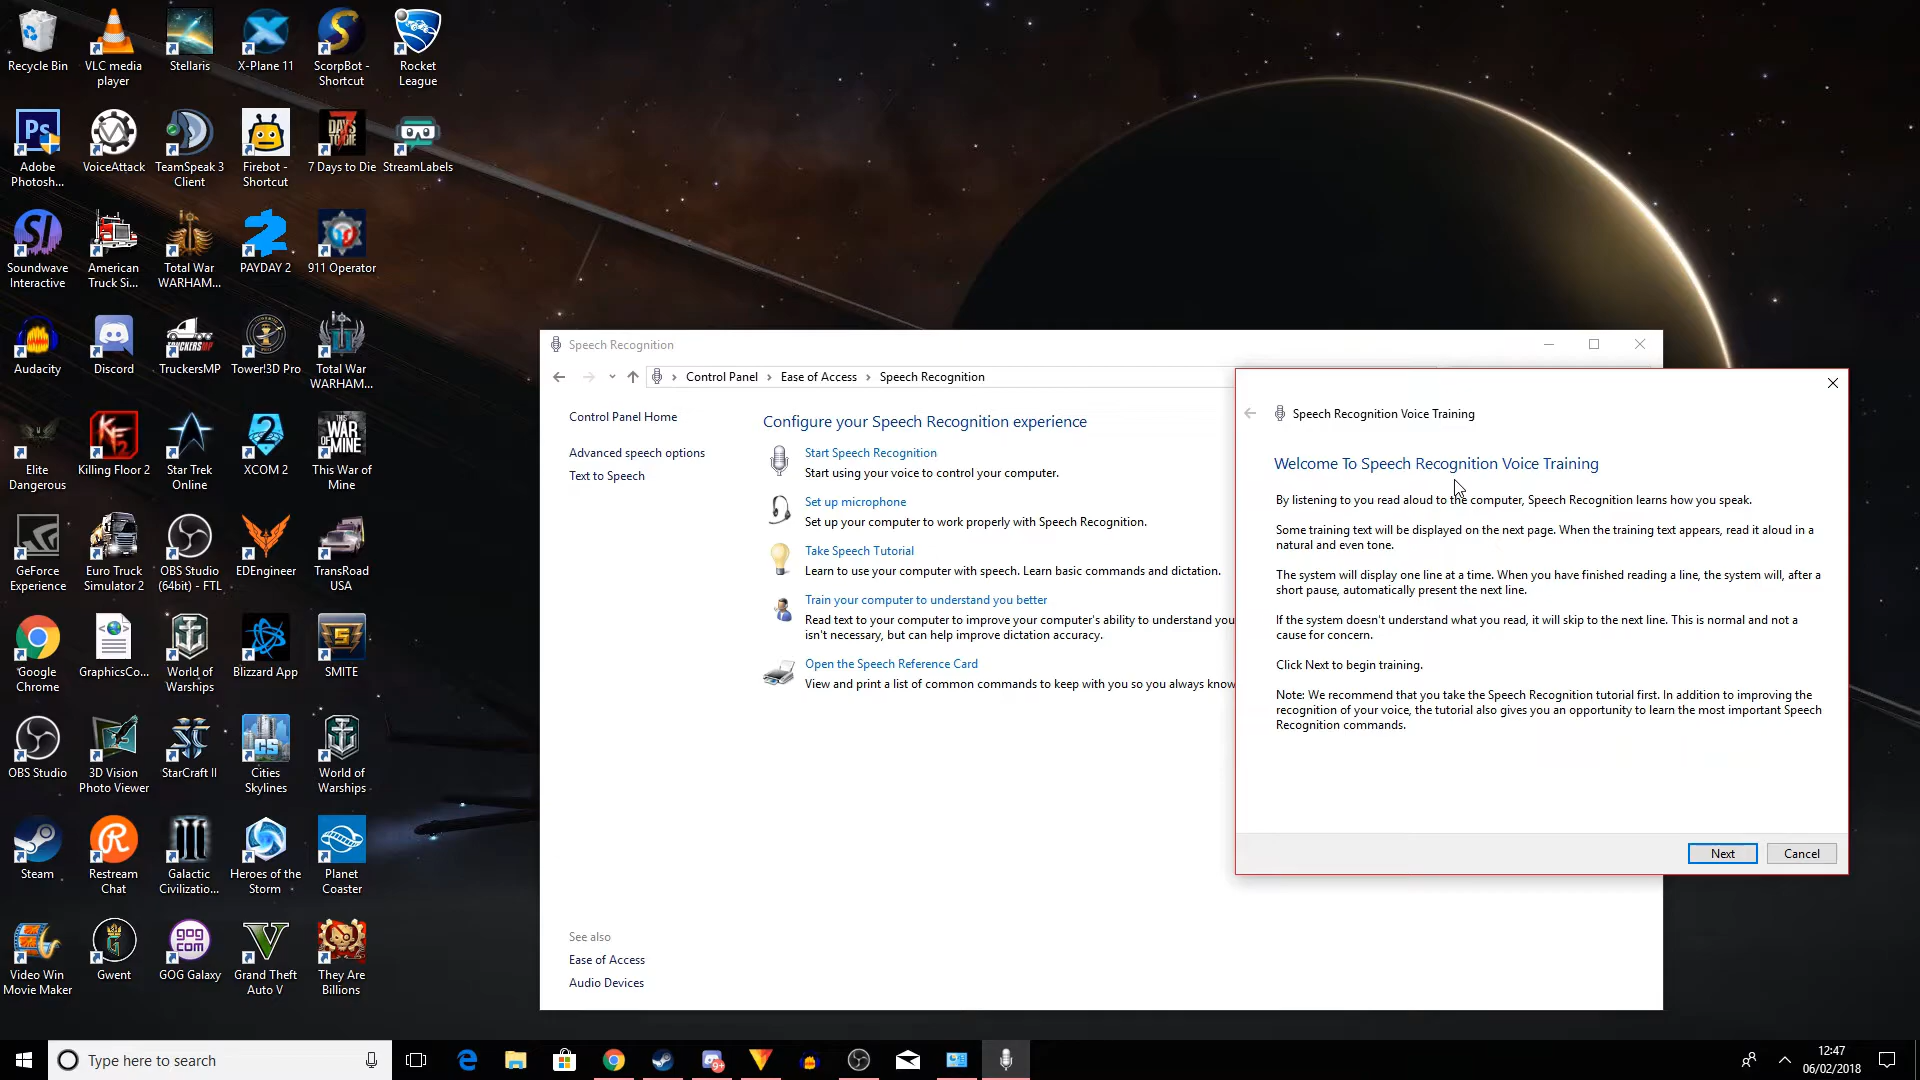 Recycle Bin
VLC media
player
Stellaris
X-Plane 11
ScorpBot -
Shortcut
Rocket
League
Ps
Adobe
Photosh...
VoiceAttack
TeamSpeak 3
Client
Firebot -
Shortcut
DAYS
TO DIE
7 Days to Die
StreamLabels
SI
Soundwave
Interactive
American
Truck Si...
Total War
WARHAM...
PAYDAY 2
911 Operator
Audacity
Discord
TruckersMP
Tower!3D Pro
Total War
WARHAM...
Elite
Dangerous
KF2
Killing Floor 2
Star Trek
Online
XCOM 2
THIS
WAR
OF MINE
This War of
Mine
GeForce
Experience
Euro Truck
Simulator 2
OBS Studio
(64bit) - FTL
EDEngineer
TransRoad
USA
Google
Chrome
GraphicsCo...
World of
Warships
Blizzard App
SMITE
OBS Studio
3D Vision
Photo Viewer
StarCraft II
CS
Cities
Skylines
World of
Warships
Steam
Restream
Chat
Galactic
Civilizatio...
Heroes of the
Storm
Planet
Coaster
Video Win
Movie Maker
Gwent
gog
com
GOG Galaxy
Grand Theft
Auto V
They Are
Billions
Speech Recognition
Control Panel > Ease of Access > Speech Recognition
Control Panel Home
Advanced speech options
Text to Speech
Configure your Speech Recognition experience
Start Speech Recognition
Start using your voice to control your computer.
Set up microphone
Set up your computer to work properly with Speech Recognition.
Take Speech Tutorial
Learn to use your computer with speech. Learn basic commands and dictation.
Train your computer to understand you better
Read text to your computer to improve your computer's ability to understand you
isn't necessary, but can help improve dictation accuracy.
Open the Speech Reference Card
View and print a list of common commands to keep with you so you always know
See also
Ease of Access
Audio Devices
Speech Recognition Voice Training
Welcome To Speech Recognition Voice Training
By listening to you read aloud to the computer, Speech Recognition learns how you speak.
Some training text will be displayed on the next page. When the training text appears, read it aloud in a
natural and even tone.
The system will display one line at a time. When you have finished reading a line, the system will, after a
short pause, automatically present the next line.
If the system doesn't understand what you read, it will skip to the next line. This is normal and not a
cause for concern.
Click Next to begin training.
Note: We recommend that you take the Speech Recognition tutorial first. In addition to improving the
recognition of your voice, the tutorial also gives you an opportunity to learn the most important Speech
Recognition commands.
Next
Cancel
Type here to search
9+
12:47
06/02/2018